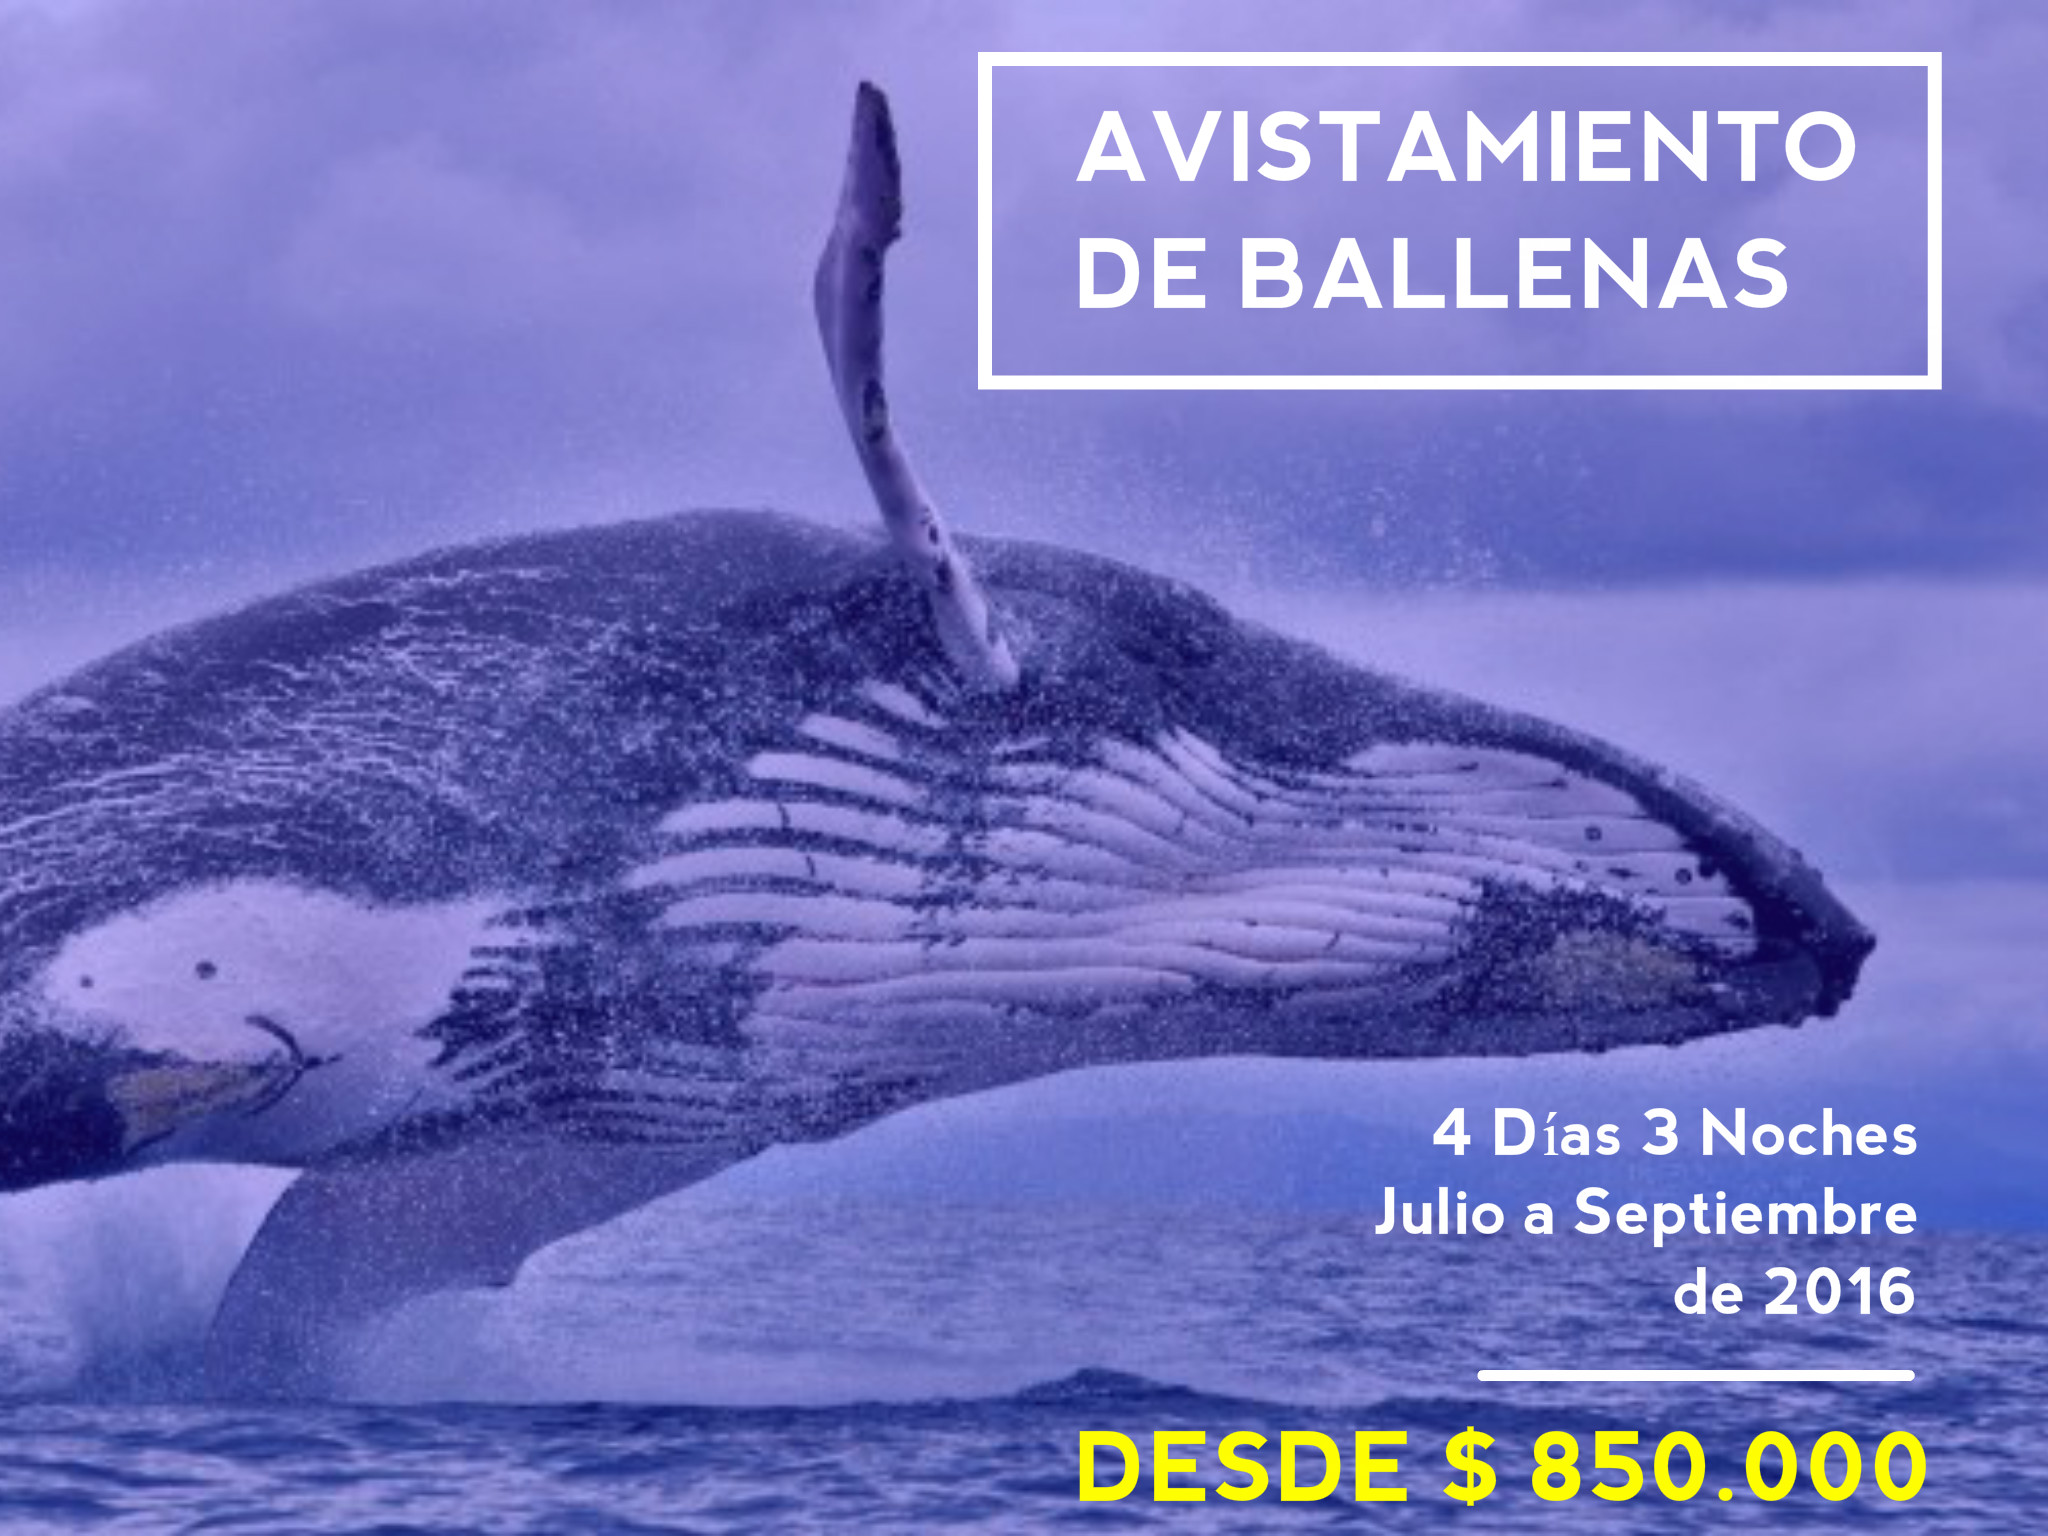 AVISTAMIENTO
DE BALLENAS
4 Días 3 Noches
Julio a Septiembre
de 2016
DESDE $ 850.000